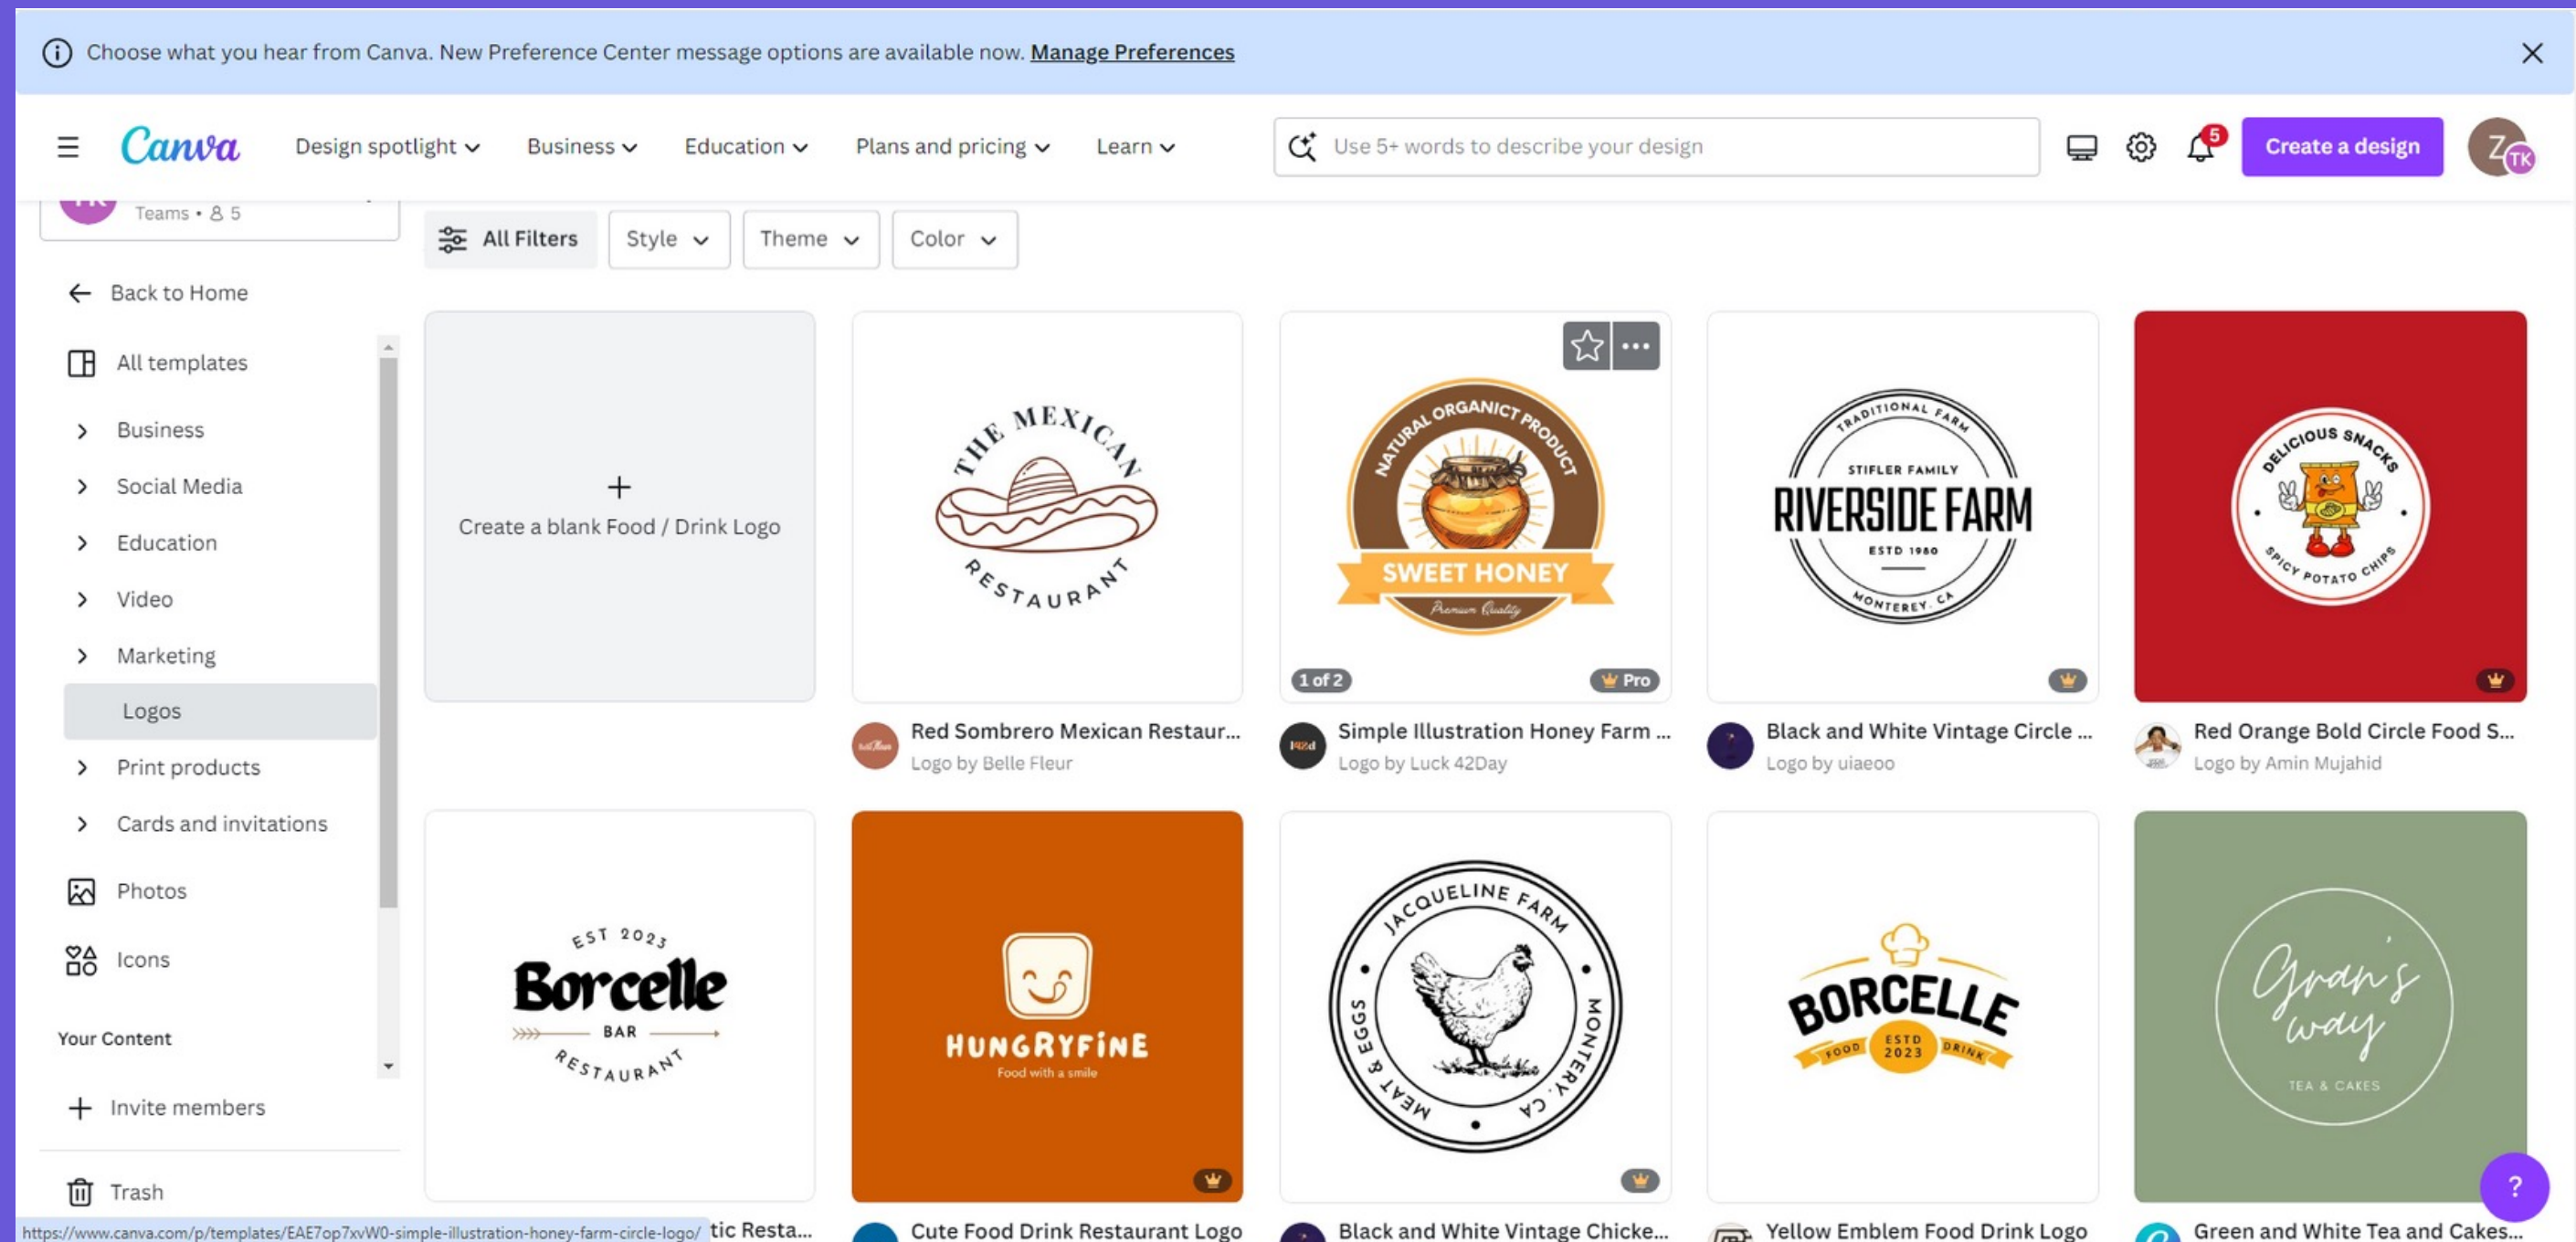 Choose what you hear from Canva. New Preference Center message options are available now. Manage Preferences
Canva
Design spotlight
Business
Education
Plans and pricing
Learn
Use 5+ words to describe your design
5
Create a design
Z
TK
Teams • 5
All Filters
Style
Theme
Color
Back to Home
All templates
Business
Social Media
Education
Video
Marketing
Logos
Print products
Cards and invitations
Photos
Icons
Your Content
Invite members
Trash
https://www.canva.com/p/templates/EAE7op7xvW0-simple-illustration-honey-farm-circle-logo/
+
Create a blank Food / Drink Logo
THE MEXICAN
RESTAURANT
Red Sombrero Mexican Restaur...
Logo by Belle Fleur
NATURAL ORGANICT PRODUCT
SWEET HONEY
Premium Quality
1 of 2
Pro
Simple Illustration Honey Farm ...
Logo by Luck 42Day
TRADITIONAL FARM
STIFLER FAMILY
RIVERSIDE FARM
ESTD 1980
MONTEREY. CA
Black and White Vintage Circle ...
Logo by uiaeoo
DELICIOUS SNACKS
SPICY POTATO CHIPS
Red Orange Bold Circle Food S...
Logo by Amin Mujahid
EST 2023
Borcelle
BAR
RESTAURANT
tic Resta...
HUNGRYFiNE
Food with a smile
Cute Food Drink Restaurant Logo
JACQUELINE FARM
MEAT & EGGS
MONTERY. CA
Black and White Vintage Chicke...
BORCELLE
FOOD
ESTD
2023
DRINK
Yellow Emblem Food Drink Logo
Gran's
way
TEA & CAKES
Green and White Tea and Cakes...
?